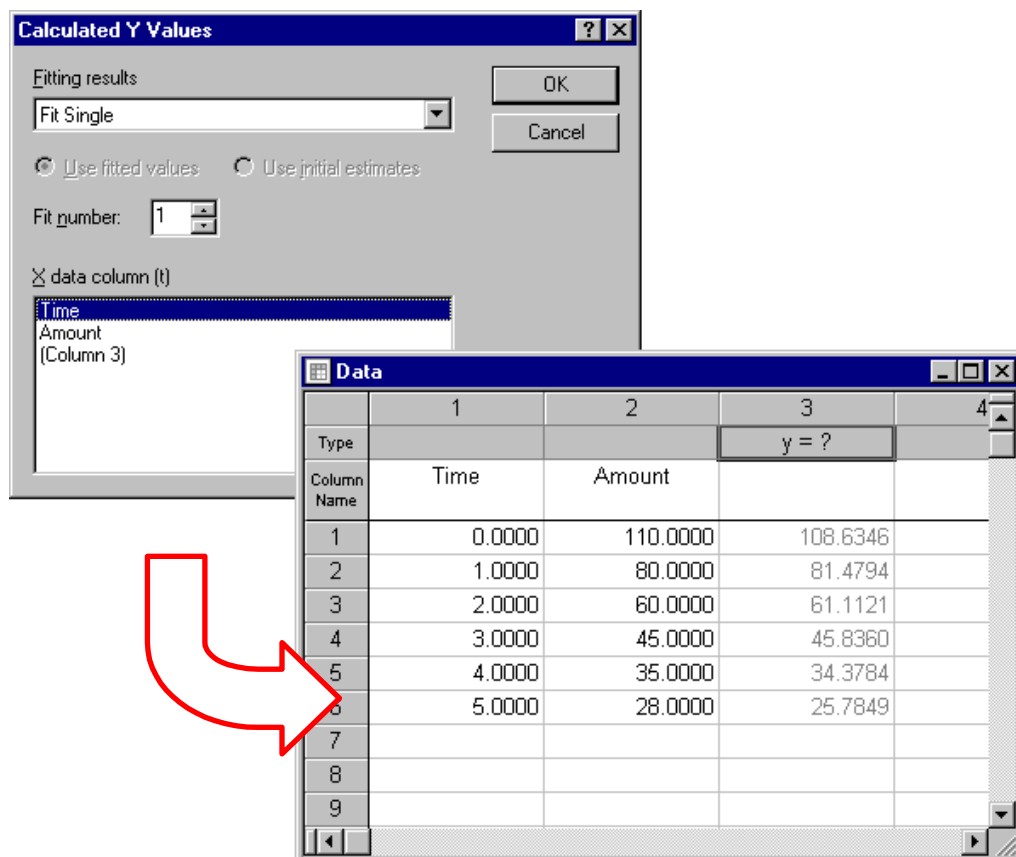 Calculated Y Values
Fitting results
OK
Fit Single
Cancel
Use fitted values Use initial estimates
Fit number: 1
X data column (t)
Time
Amount
(Column 3)
Data
1 2 3 4
Type y = ?
Column Name Time Amount
1 0.0000 110.0000 108.6346
2 1.0000 80.0000 81.4794
3 2.0000 60.0000 61.1121
4 3.0000 45.0000 45.8360
5 4.0000 35.0000 34.3784
6 5.0000 28.0000 25.7849
7
8
9